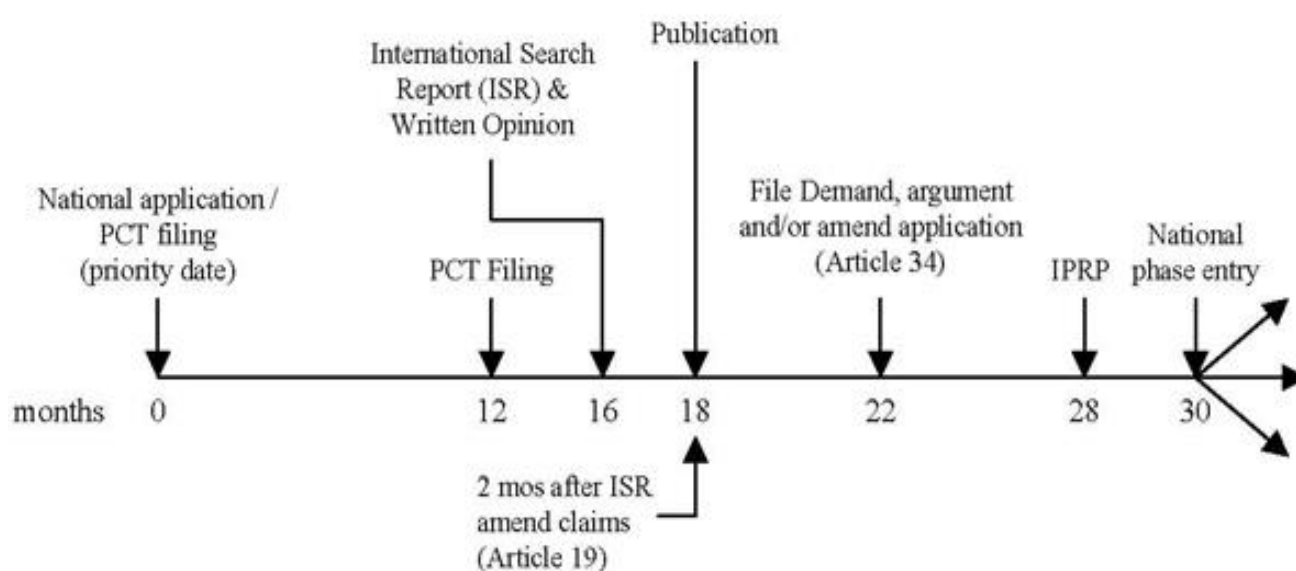 Publication
International Search
Report (ISR) &
Written Opinion
National application /
PCT filing
(priority date)
PCT Filing
File Demand, argument
and/or amend application
(Article 34)
IPRP
National
phase entry
months 0 12 16 18 22 28 30
2 mos after ISR
amend claims
(Article 19)